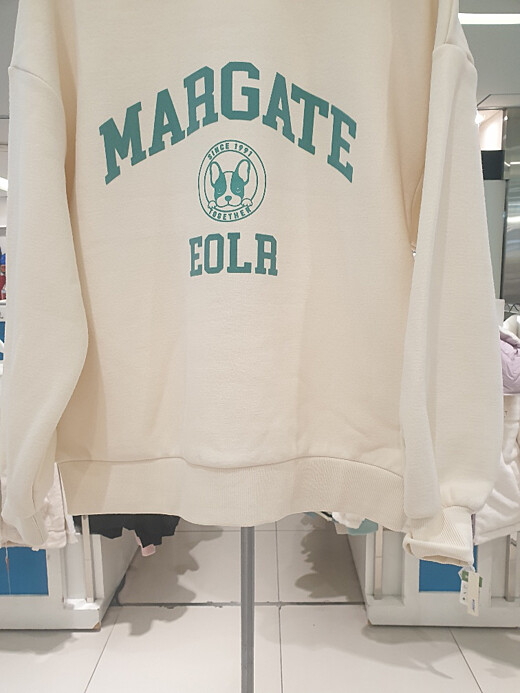 MARGATE
SINCE 1991
TOGETHER
EOLR